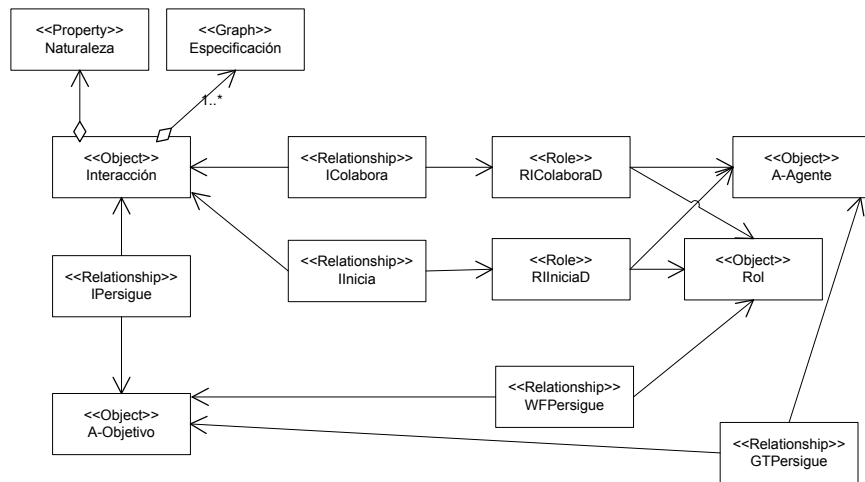 <<Property>>
Naturaleza
<<Graph>>
Especificación
1..*
<<Object>>
Interacción
<<Relationship>>
IColabora
<<Role>>
RIColaboraD
<<Object>>
A-Agente
<<Relationship>>
IPersigue
<<Relationship>>
IInicia
<<Role>>
RIIniciaD
<<Object>>
Rol
<<Object>>
A-Objetivo
<<Relationship>>
WFPersigue
<<Relationship>>
GTPersigue